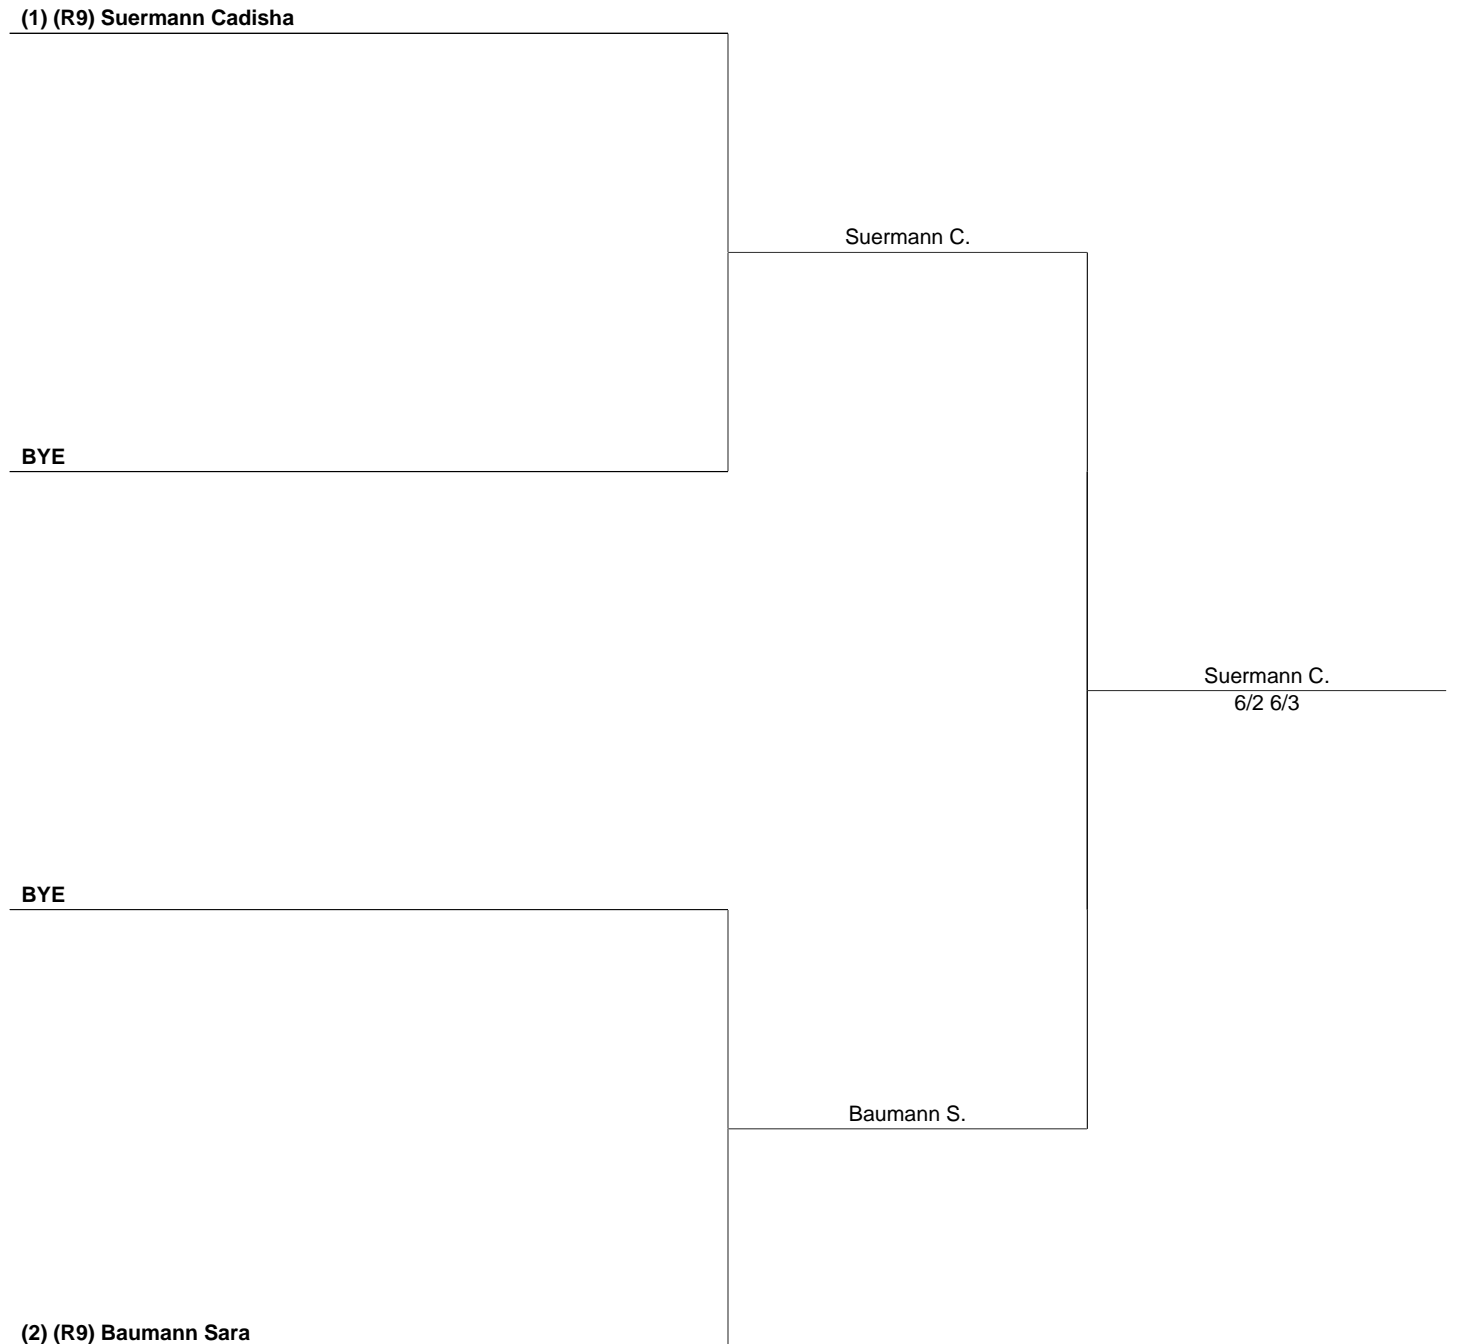 (1) (R9) Suermann Cadisha
Suermann C.
BYE
Suermann C.
6/2 6/3
BYE
Baumann S.
(2) (R9) Baumann Sara